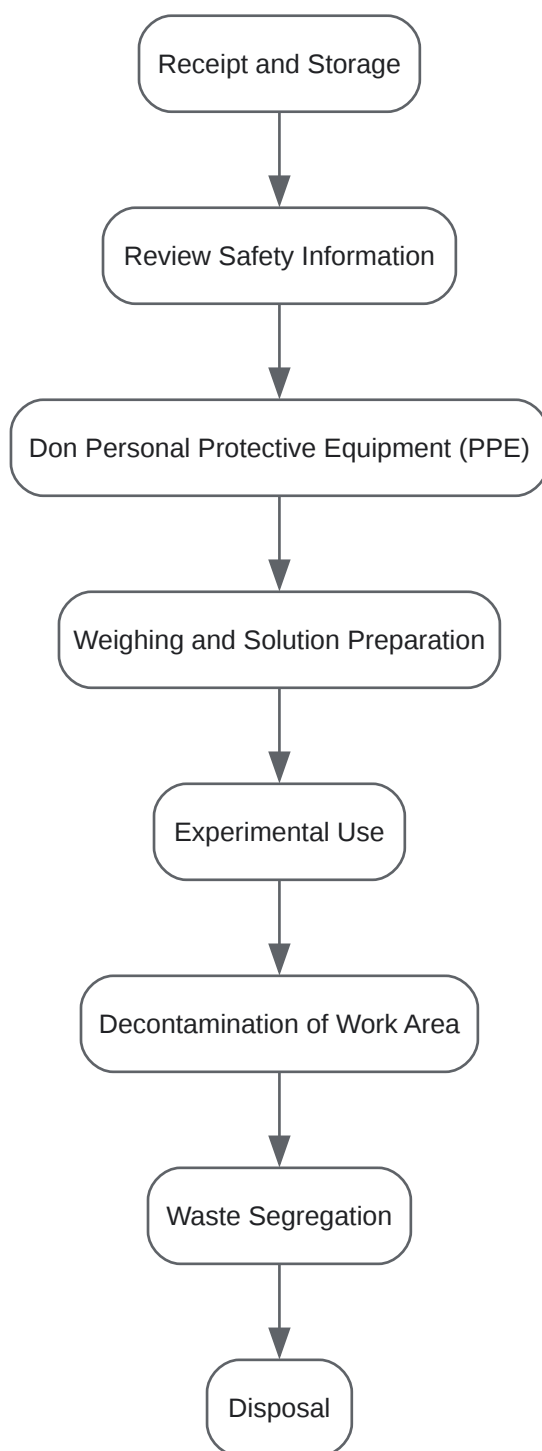 Receipt and Storage
Review Safety Information
Don Personal Protective Equipment (PPE)
Weighing and Solution Preparation
Experimental Use
Decontamination of Work Area
Waste Segregation
Disposal